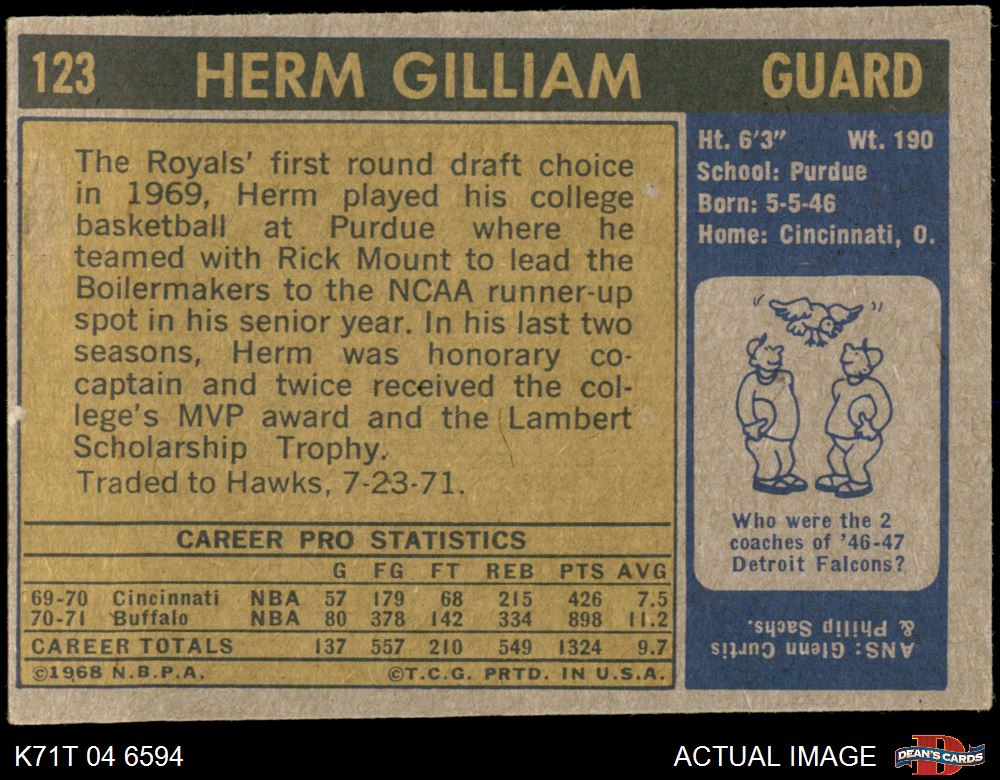 123 HERM GILLIAM GUARD
The Royals' first round draft choice
in 1969, Herm played his college
basketball at Purdue where he
teamed with Rick Mount to lead the
Boilermakers to the NCAA runner-up
spot in his senior year. In his last two
seasons, Herm was honorary co-
captain and twice received the col-
lege's MVP award and the Lambert
Scholarship Trophy.
Traded to Hawks, 7-23-71.
CAREER PRO STATISTICS
G FG FT REB PTS AVG
69-70 Cincinnati NBA 57 179 68 215 426 7.5
70-71 Buffalo NBA 80 378 142 334 898 11.2
CAREER TOTALS 137 557 210 549 1324 9.7
©1968 N.B.P.A. ©T.C.G. PRTD. IN U.S.A.
Ht. 6'3" Wt. 190
School: Purdue
Born: 5-5-46
Home: Cincinnati, O.
Who were the 2
coaches of '46-47
Detroit Falcons?
ANS: Glenn Curtis
& Philip Sachs.
K71T 04 6594 ACTUAL IMAGE DEAN'S CARDS